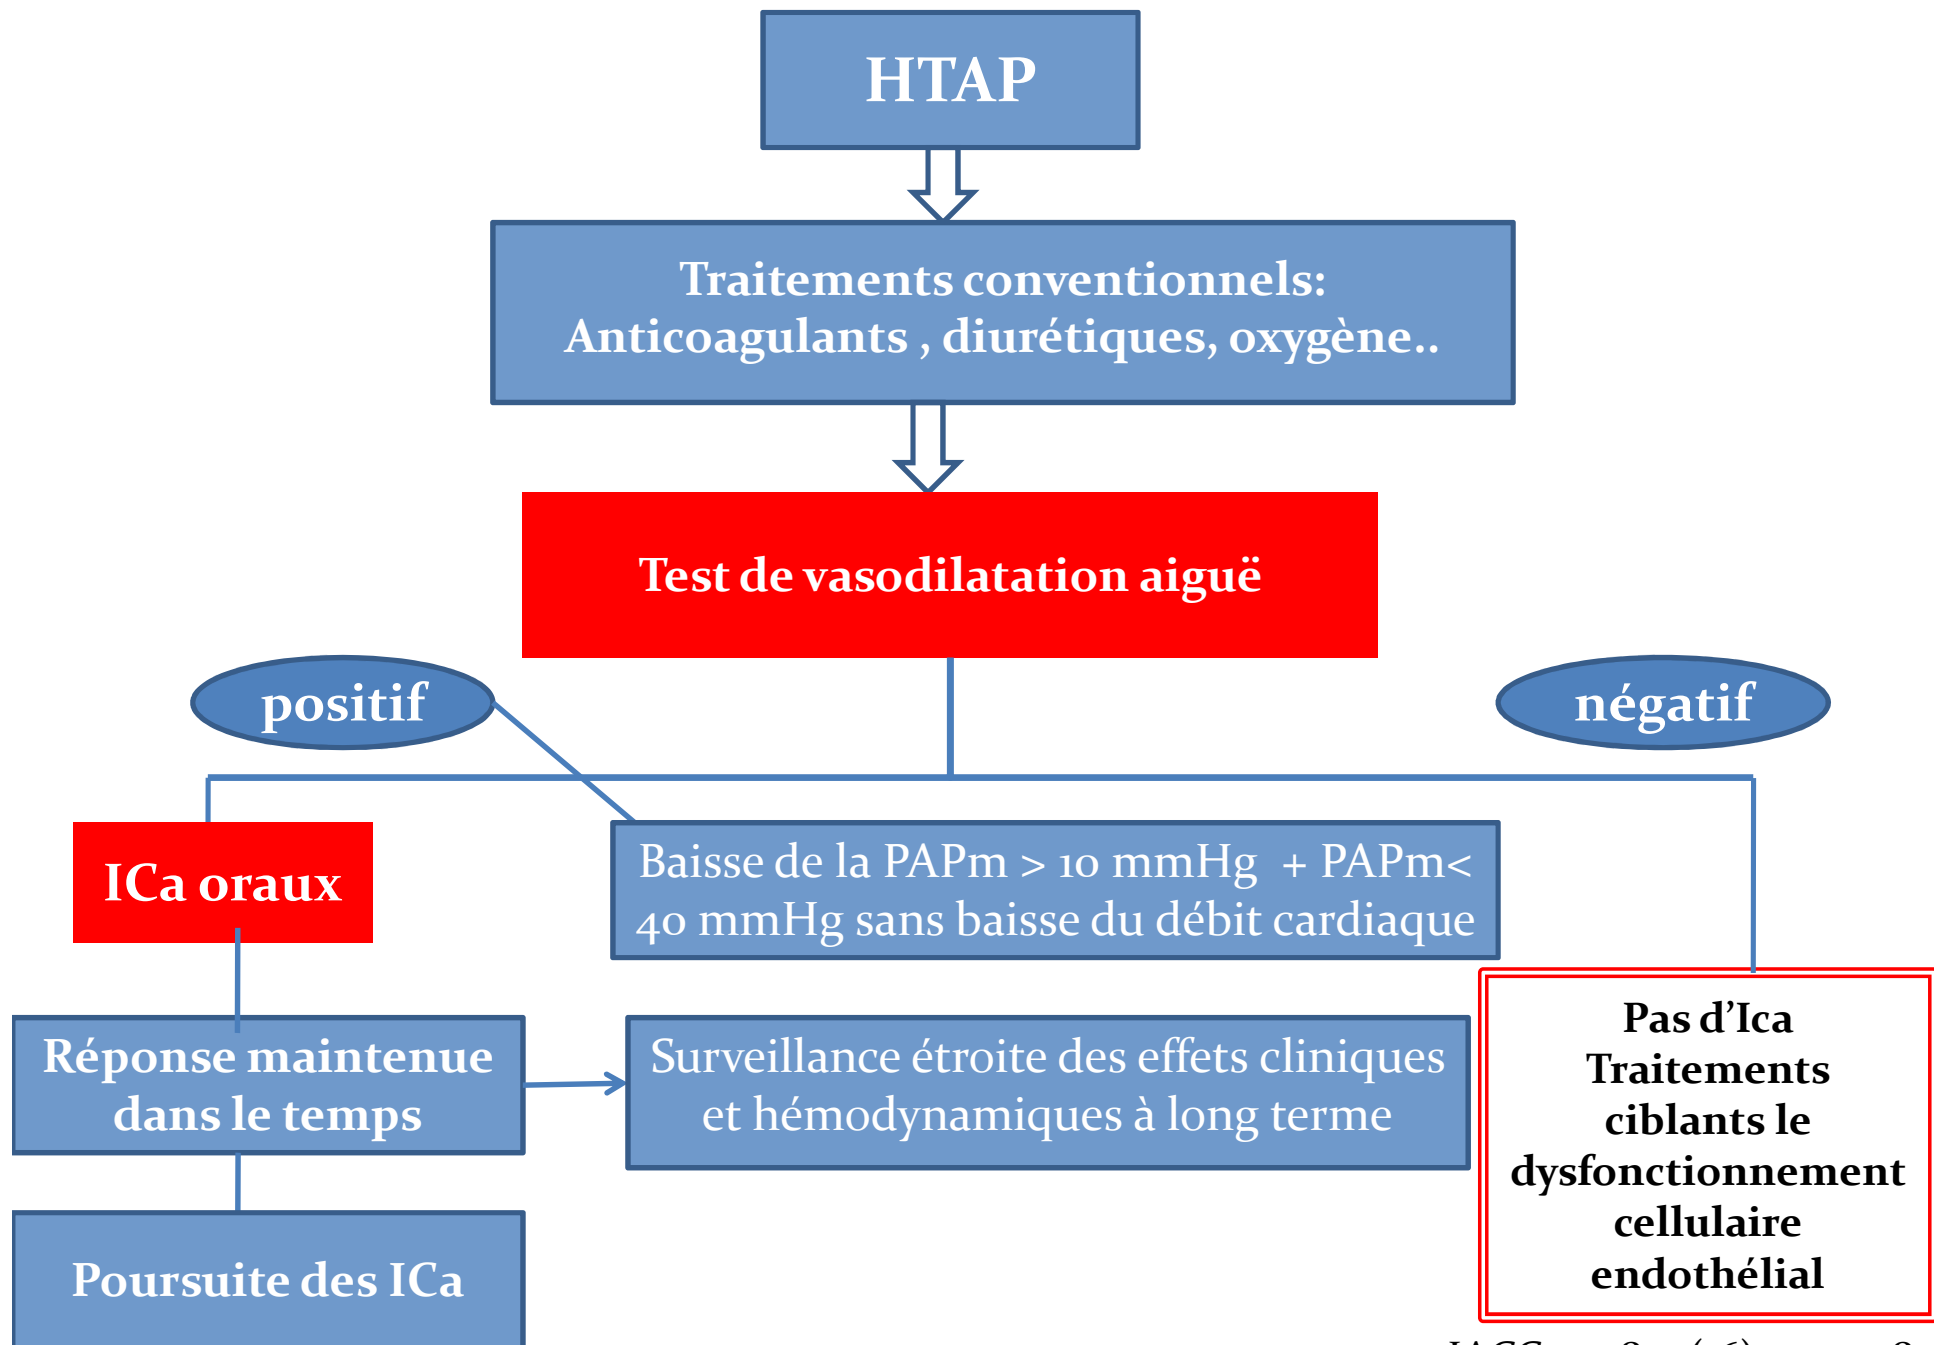 HTAP
Traitements conventionnels:
Anticoagulants , diurétiques, oxygène..
Test de vasodilatation aiguë
positif
négatif
ICa oraux
Baisse de la PAPm > 10 mmHg + PAPm<
40 mmHg sans baisse du débit cardiaque
Réponse maintenue
dans le temps
Surveillance étroite des effets cliniques
et hémodynamiques à long terme
Pas d’Ica
Traitements
ciblants le
dysfonctionnement
cellulaire
endothélial
Poursuite des ICa